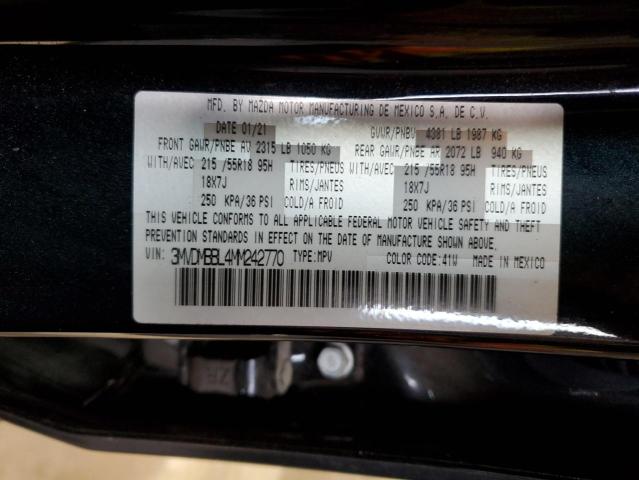 MFD. BY MAZDA MOTOR MANUFACTURING DE MEXICO S.A. DE C.V.
DATE 01/21 GVWR/PNBV 4381 LB 1987 KG
FRONT GAWR/PNBE AV 2315 LB 1050 KG REAR GAWR/PNBE AR 2072 LB 940 KG
WITH/AVEC 215 /55R18 95H TIRES/PNEUS WITH/AVEC 215 /55R18 95H TIRES/PNEUS
18X7J RIMS/JANTES 18X7J RIMS/JANTES
250 KPA/36 PSI COLD/A FROID 250 KPA/36 PSI COLD/A FROID
THIS VEHICLE CONFORMS TO ALL APPLICABLE FEDERAL MOTOR VEHICLE SAFETY AND THEFT
PREVENTION STANDARDS IN EFFECT ON THE DATE OF MANUFACTURE SHOWN ABOVE.
VIN: 3MVDMBBL4MM242770 TYPE:MPV COLOR CODE:41W MADE IN MEXICO